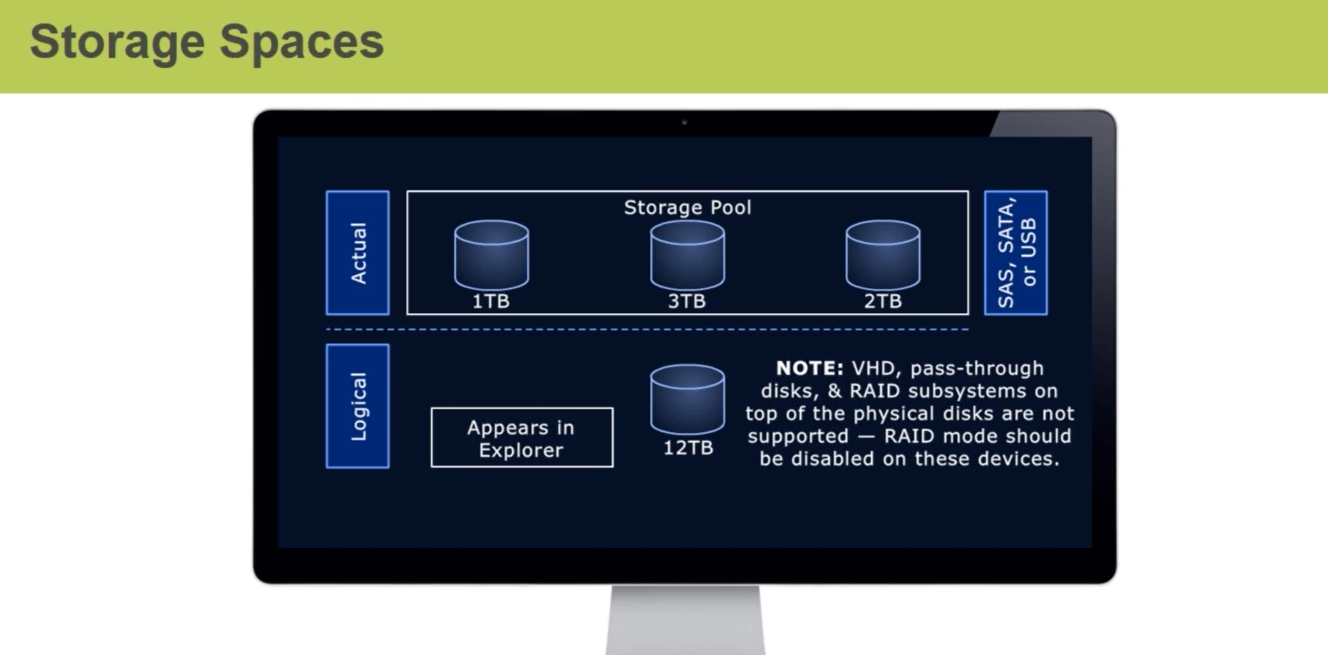 Storage Spaces
Actual
Storage Pool
1TB
3TB
2TB
SAS, SATA,
or USB
Logical
Appears in
Explorer
12TB
NOTE: VHD, pass-through
disks, & RAID subsystems on
top of the physical disks are not
supported — RAID mode should
be disabled on these devices.